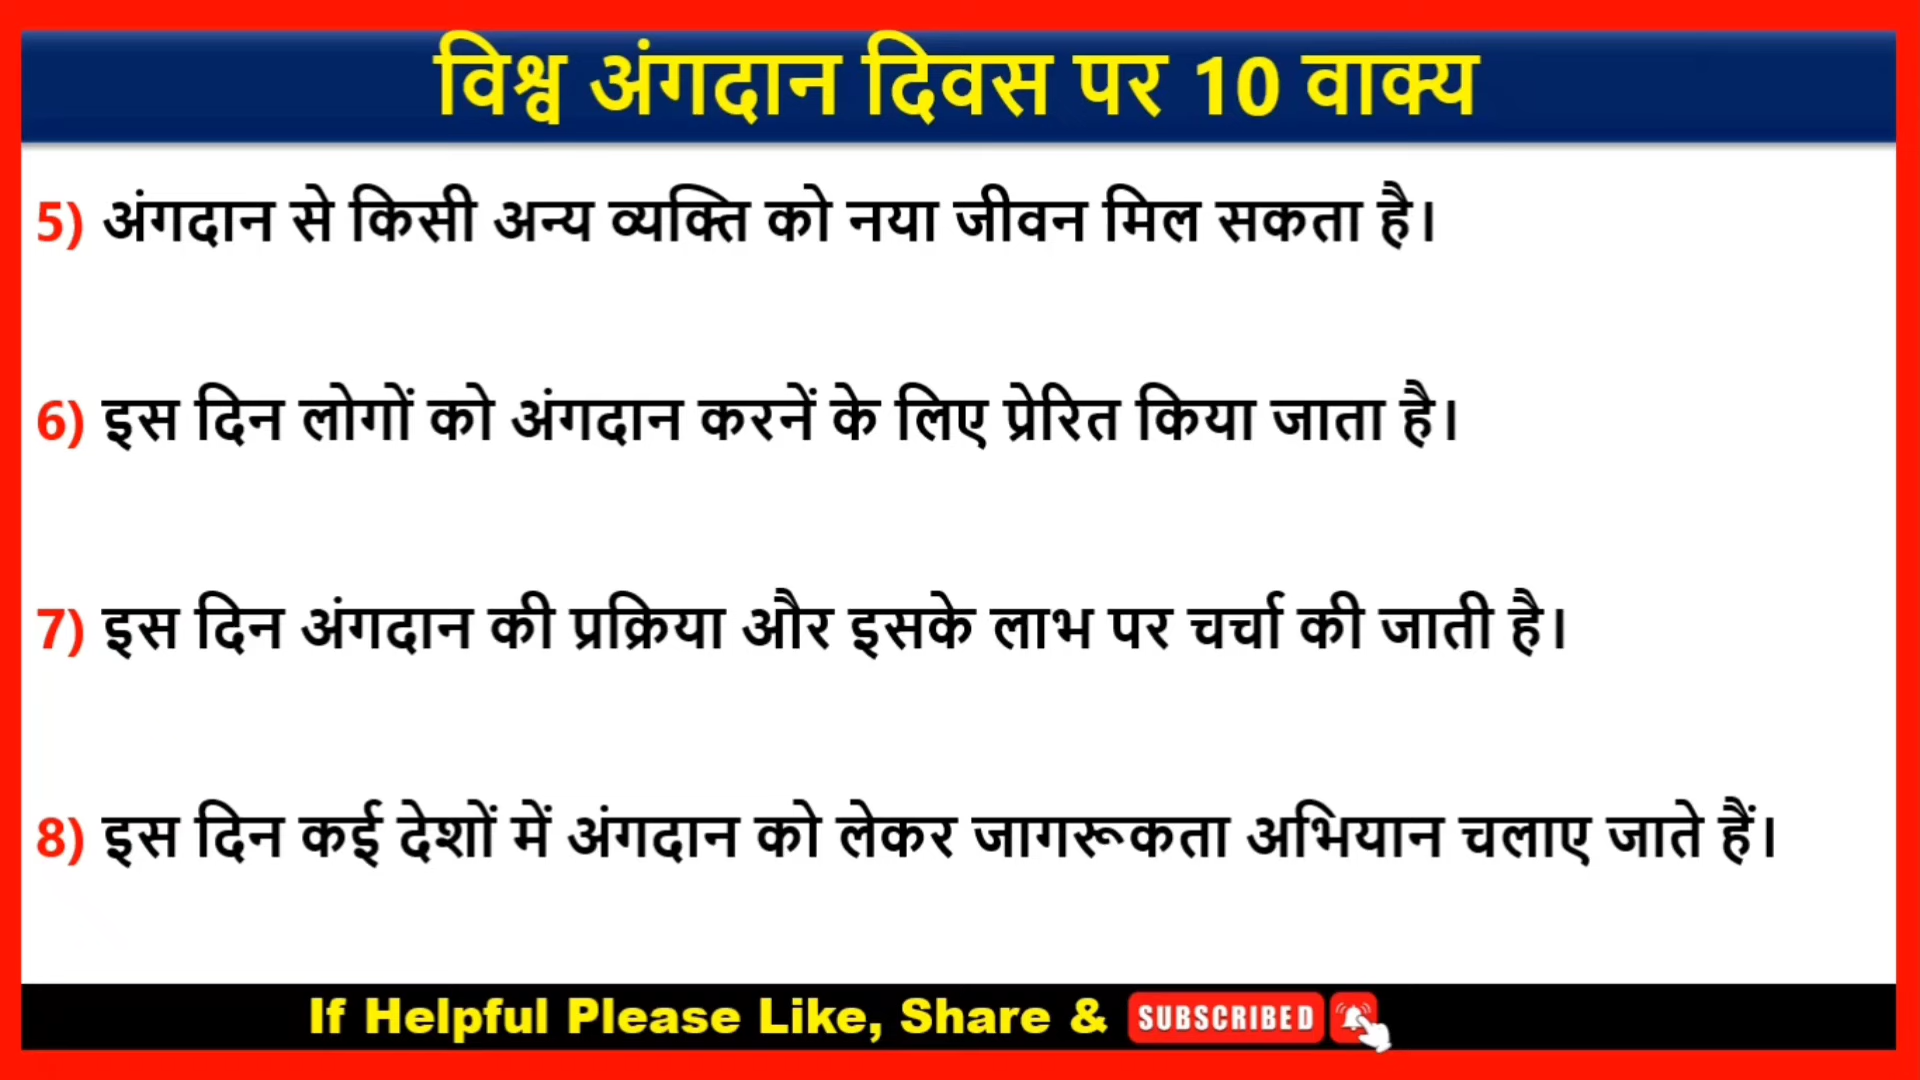 विश्व अंगदान दिवस पर 10 वाक्य
5) अंगदान से किसी अन्य व्यक्ति को नया जीवन मिल सकता है।
6) इस दिन लोगों को अंगदान करनें के लिए प्रेरित किया जाता है।
7) इस दिन अंगदान की प्रक्रिया और इसके लाभ पर चर्चा की जाती है।
8) इस दिन कई देशों में अंगदान को लेकर जागरूकता अभियान चलाए जाते हैं।
If Helpful Please Like, Share & SUBSCRIBED